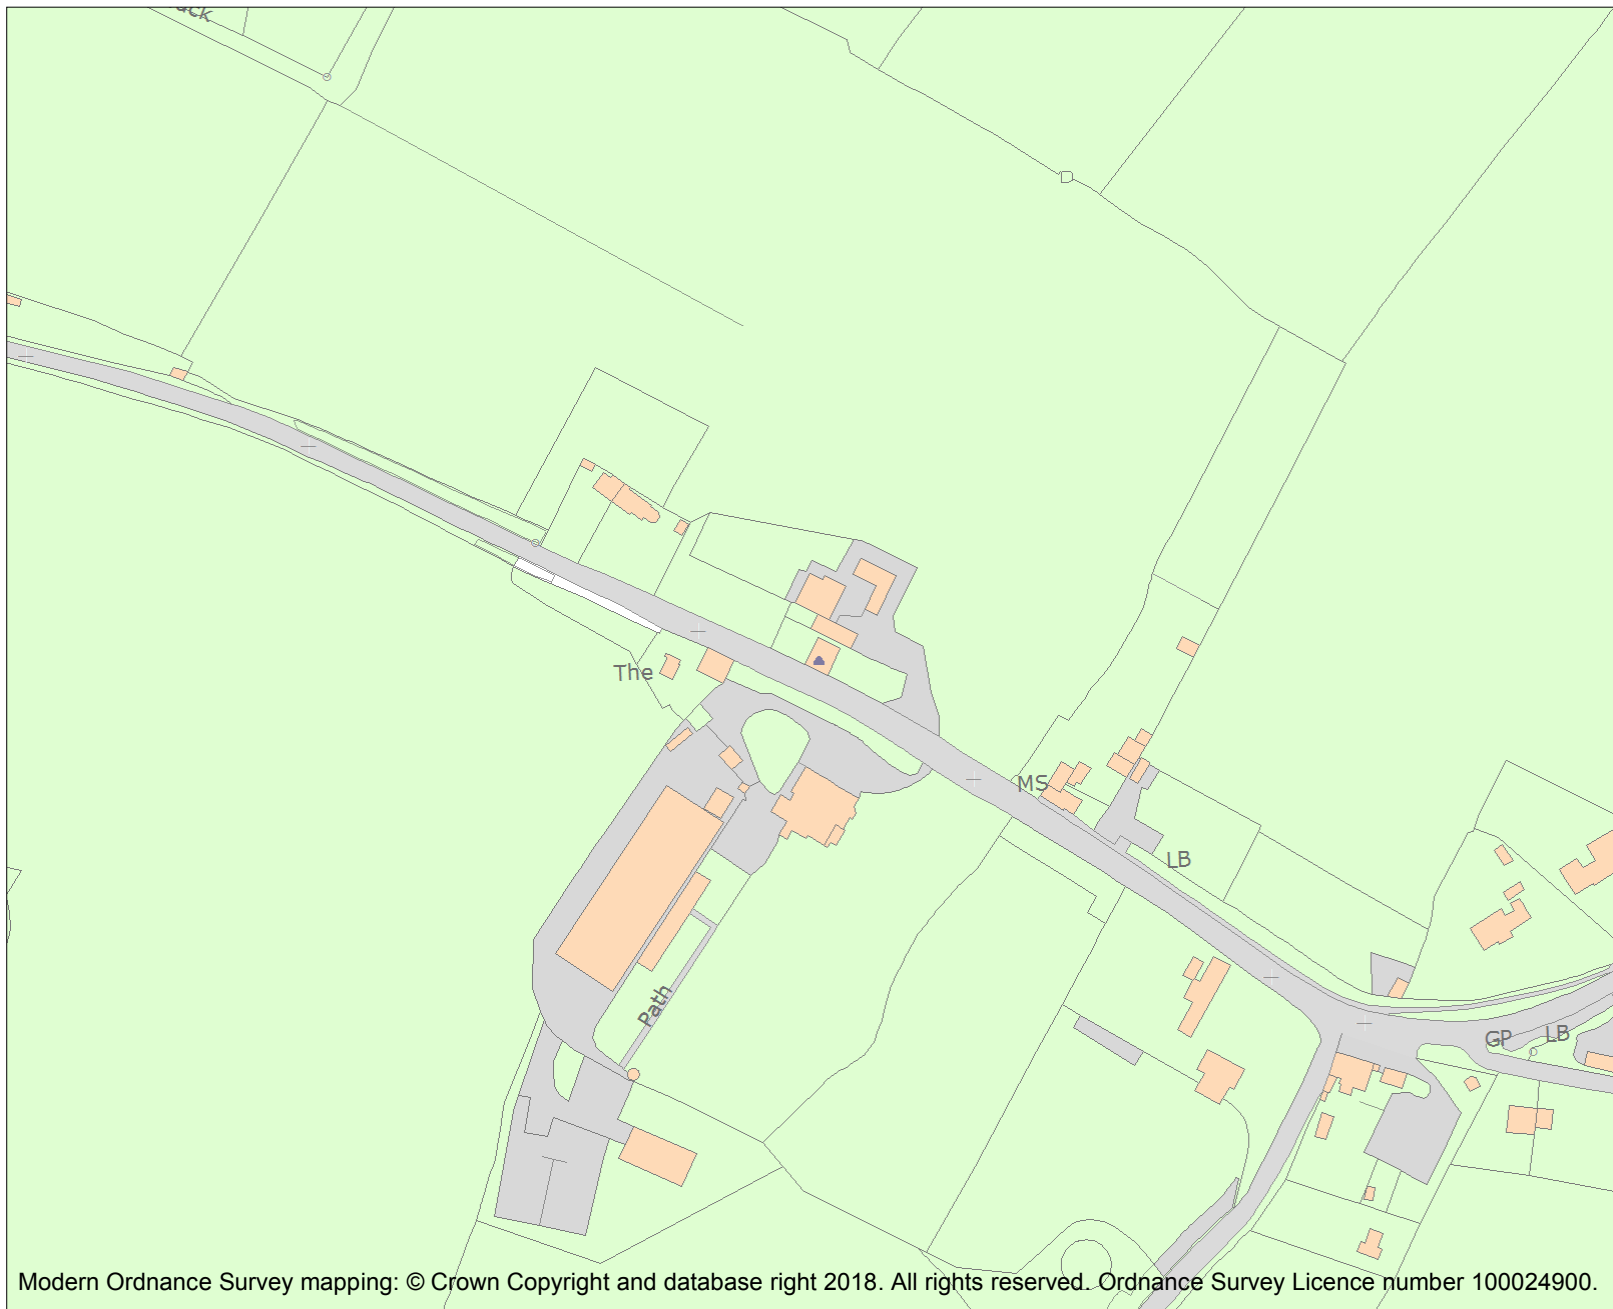 The
MS
LB
Path
GP
LB
Modern Ordnance Survey mapping: © Crown Copyright and database right 2018. All rights reserved. Ordnance Survey Licence number 100024900.